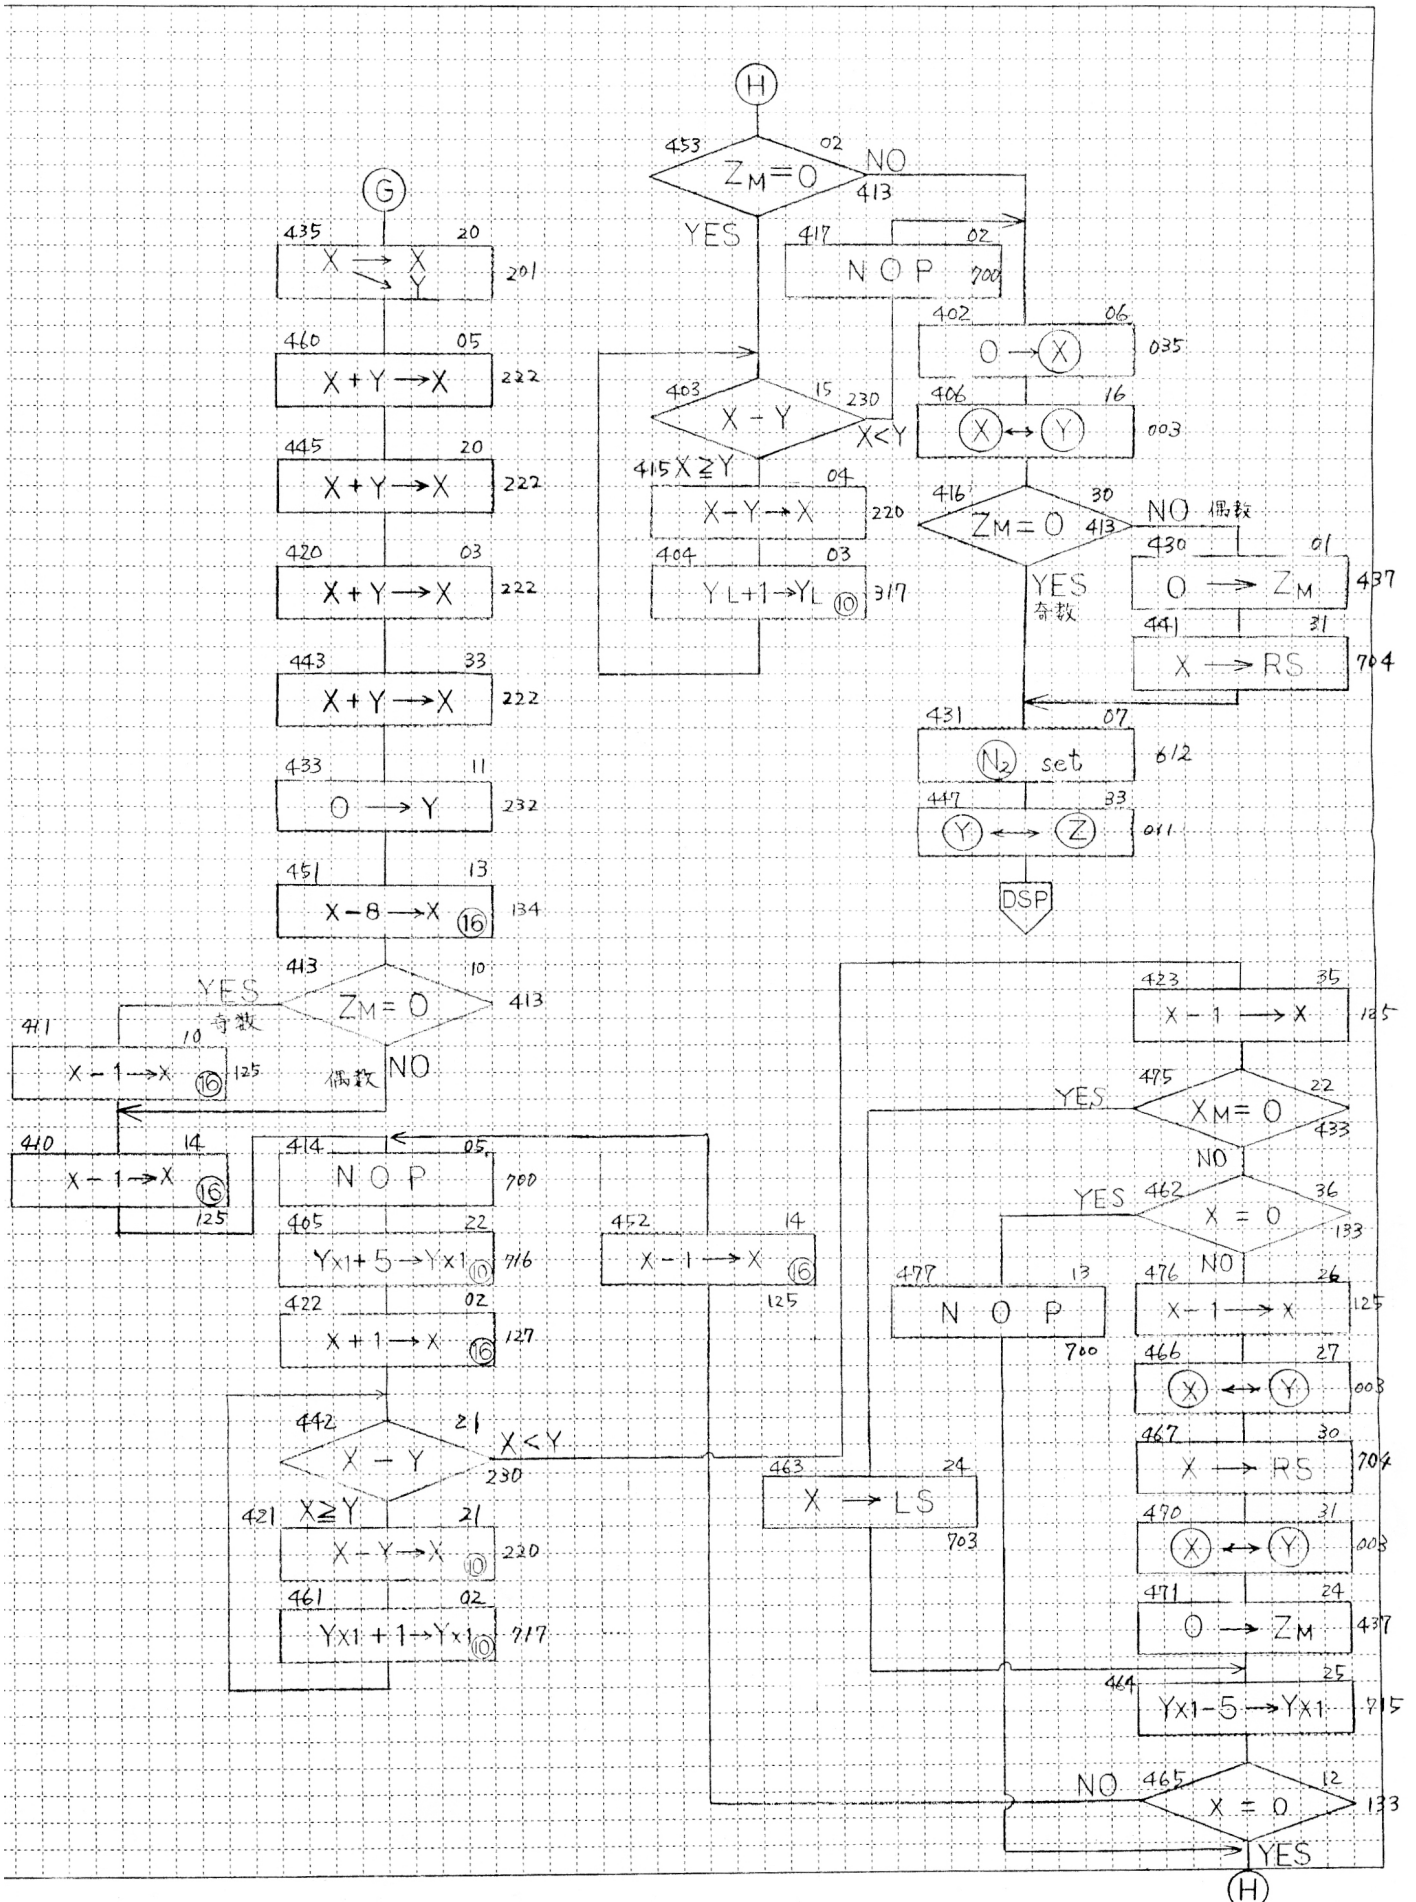 G
435 20
X → X
↘ Y
201
460 05
X + Y → X 222
445 20
X + Y → X 222
420 03
X + Y → X 222
443 33
X + Y → X 222
433 11
0 → Y 232
451 13
X - 8 → X ⑯ 134
413 10
ZM = 0 413
YES
奇数
NO
偶数
411 10
X - 1 → X ⑯ 125
410 14
X - 1 → X ⑯
125
414 05
N O P 700
405 22
YX1 + 5 → YX1 ⑩ 716
422 02
X + 1 → X ⑯ 127
442 21
X - Y
X < Y
230
X ≧ Y
421 21
X - Y → X ⑩ 220
461 02
YX1 + 1 → YX1 ⑩ 717
452 14
X - 1 → X ⑯
125
H
453 02
ZM = 0
NO
413
YES
417 02
N O P 700
403 15
X - Y
230
X < Y
415 X ≧ Y
04
X - Y → X 220
404 03
YL + 1 → YL ⑩ 317
402 06
0 → Ⓧ 035
406 16
Ⓧ ↔ Ⓨ 003
416 30
ZM = 0 413
NO 偶数
YES
奇数
430 01
0 → ZM 437
441 31
X → RS 704
431 07
N2 set 612
447 33
Ⓨ ↔ Ⓩ 011
DSP
423 35
X - 1 → X 125
475 22
XM = 0
433
YES
NO
462 36
X = 0
133
YES
NO
477 13
N O P
700
476 26
X - 1 → X 125
466 27
Ⓧ ↔ Ⓨ 003
467 30
X → RS 704
470 31
Ⓧ ↔ Ⓨ 003
471 24
0 → ZM 437
463 24
X → LS
703
464 25
YX1 - 5 → YX1 715
465 12
X = 0 133
NO
YES
H